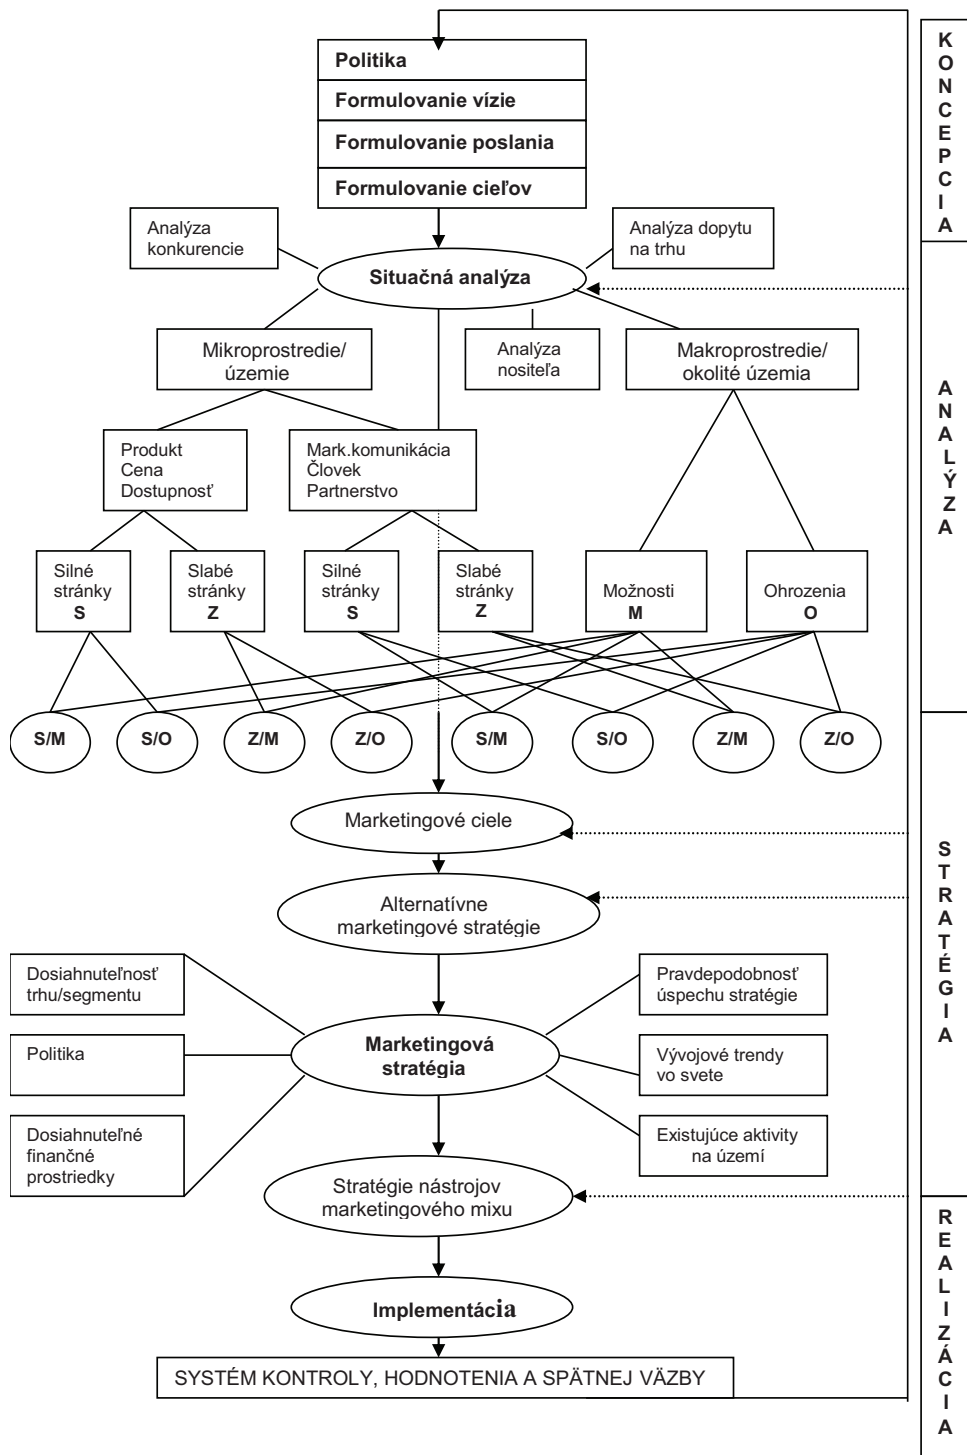 Politika
Formulovanie vízie
Formulovanie poslania
Formulovanie cieľov
Analýza
konkurencie
Analýza dopytu
na trhu
Situačná analýza
Mikroprostredie/
územie
Analýza
nositeľa
Makroprostredie/
okolité územia
Produkt
Cena
Dostupnosť
Mark.komunikácia
Človek
Partnerstvo
Silné
stránky
S
Slabé
stránky
Z
Silné
stránky
S
Slabé
stránky
Z
Možnosti
M
Ohrozenia
O
S/M
S/O
Z/M
Z/O
S/M
S/O
Z/M
Z/O
Marketingové ciele
Alternatívne
marketingové stratégie
Dosiahnuteľnosť
trhu/segmentu
Politika
Dosiahnuteľné
finančné
prostriedky
Marketingová
stratégia
Pravdepodobnosť
úspechu stratégie
Vývojové trendy
vo svete
Existujúce aktivity
na území
Stratégie nástrojov
marketingového mixu
Implementácia
SYSTÉM KONTROLY, HODNOTENIA A SPÄTNEJ VÄZBY
KONCEPCIA
ANALÝZA
STRATÉGIA
REALIZÁCIA